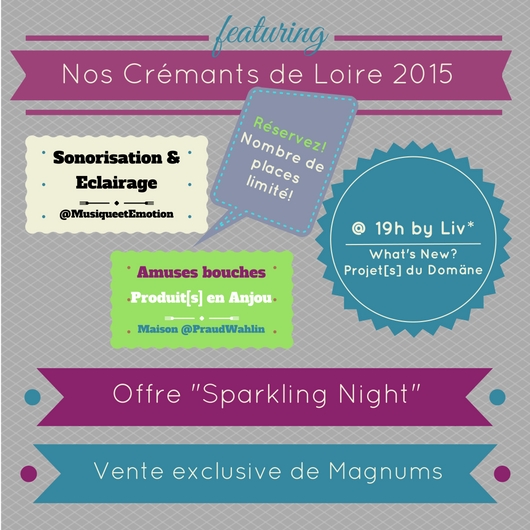 featuring
Nos Crémants de Loire 2015
Réservez!
Nombre de
places
limité!
Sonorisation &
Eclairage
@MusiqueetEmotion
@ 19h by Liv*
What's New?
Projet[s] du Domäne
Amuses bouches
Produit[s] en Anjou
Maison @PraudWahlin
Offre "Sparkling Night"
Vente exclusive de Magnums